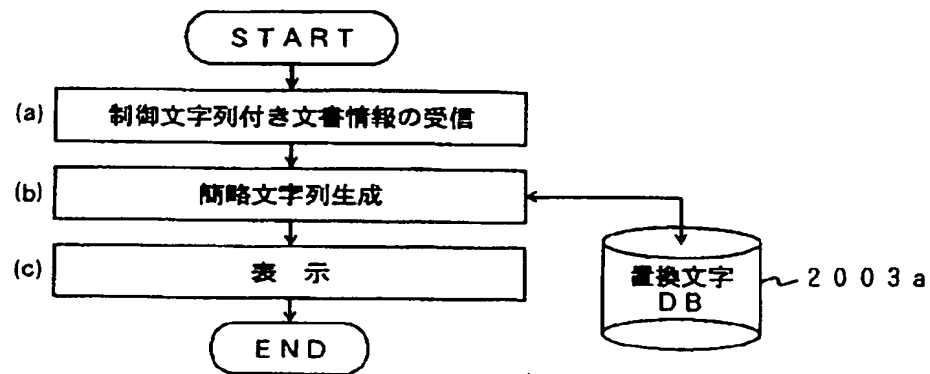 START
(a) 制御文字列付き文書情報の受信
(b) 簡略文字列生成
(c) 表 示
置換文字
DB
2003a
END